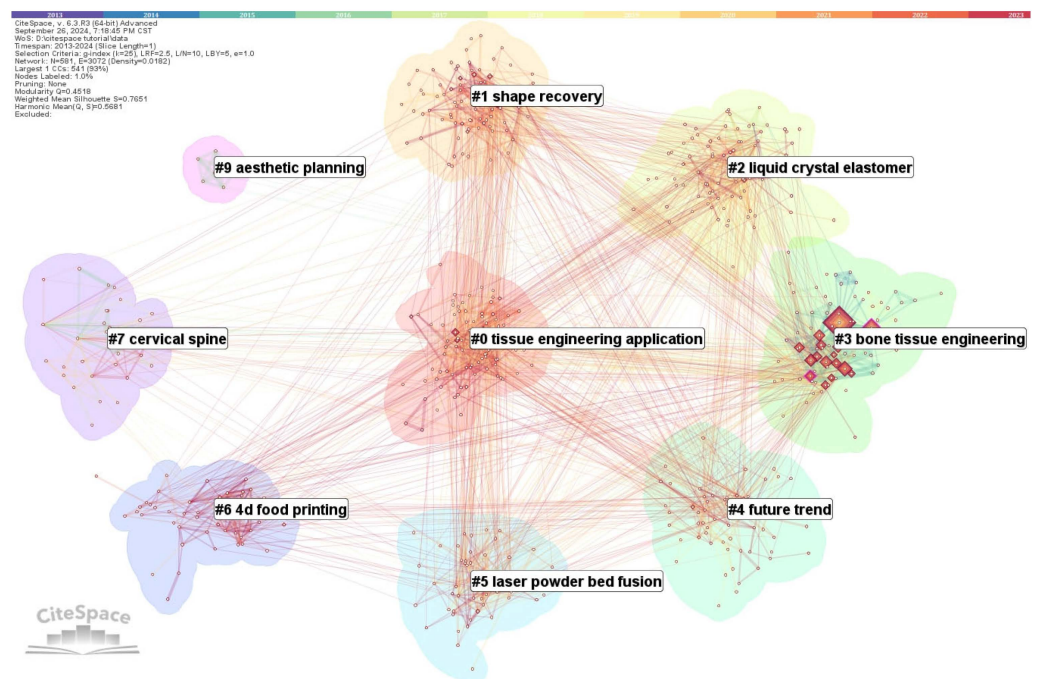 2013 2014 2015 2016 2017 2018 2019 2020 2021 2022 2023
CiteSpace, v. 6.3.R3 (64-bit) Advanced
September 26, 2024, 7:18:45 PM CST
WoS: D:\citespace tutorial\data
Timespan: 2013-2024 (Slice Length=1)
Selection Criteria: g-index (k=25), LRF=2.5, L/N=10, LBY=5, e=1.0
Network: N=581, E=3072 (Density=0.0182)
Largest 1 CCs: 541 (93%)
Nodes Labeled: 1.0%
Pruning: None
Modularity Q=0.4518
Weighted Mean Silhouette S=0.7651
Harmonic Mean(Q, S)=0.5681
Excluded:
#1 shape recovery
#9 aesthetic planning
#2 liquid crystal elastomer
#7 cervical spine
#0 tissue engineering application
#3 bone tissue engineering
#6 4d food printing
#4 future trend
#5 laser powder bed fusion
CiteSpace